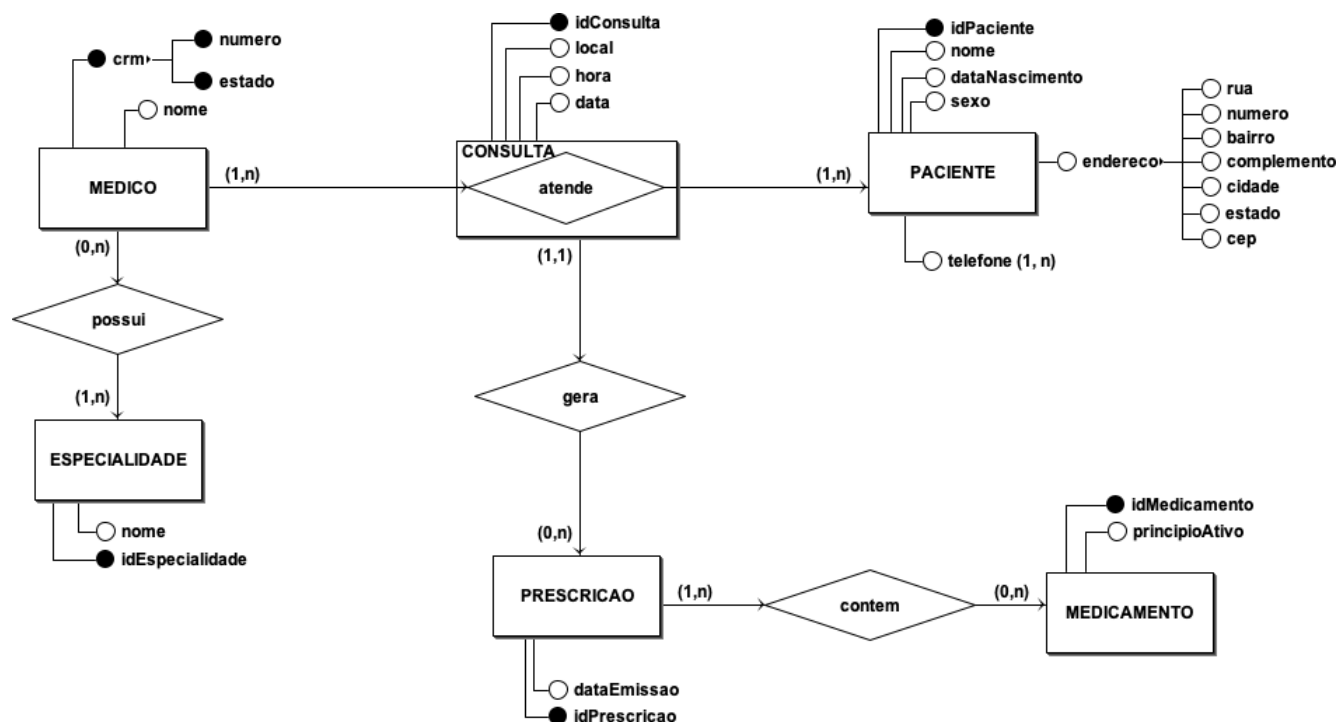 idConsulta
local
hora
data
numero
crm
estado
nome
idPaciente
nome
dataNascimento
sexo
rua
numero
bairro
complemento
cidade
estado
cep
endereco
CONSULTA
MEDICO
(1,n)
atende
(1,n)
PACIENTE
(0,n)
(1,1)
telefone (1, n)
possui
(1,n)
gera
ESPECIALIDADE
nome
idEspecialidade
(0,n)
idMedicamento
principioAtivo
PRESCRICAO
(1,n)
contem
(0,n)
MEDICAMENTO
dataEmissao
idPrescricao